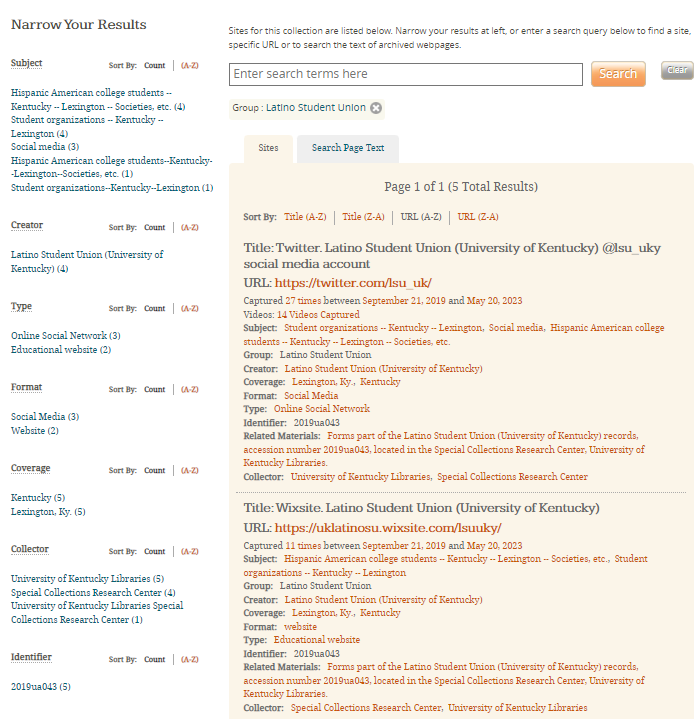 Narrow Your Results
Subject
Sort By: Count | (A-Z)
Hispanic American college students --
Kentucky -- Lexington -- Societies, etc. (4)
Student organizations -- Kentucky --
Lexington (4)
Social media (3)
Hispanic American college students--Kentucky-
-Lexington--Societies, etc. (1)
Student organizations--Kentucky--Lexington (1)
Creator
Sort By: Count | (A-Z)
Latino Student Union (University of
Kentucky) (4)
Type
Sort By: Count | (A-Z)
Online Social Network (3)
Educational website (2)
Format
Sort By: Count | (A-Z)
Social Media (3)
Website (2)
Coverage
Sort By: Count | (A-Z)
Kentucky (5)
Lexington, Ky. (5)
Collector
Sort By: Count | (A-Z)
University of Kentucky Libraries (5)
Special Collections Research Center (4)
University of Kentucky Libraries Special
Collections Research Center (1)
Identifier
Sort By: Count | (A-Z)
2019ua043 (5)
Sites for this collection are listed below. Narrow your results at left, or enter a search query below to find a site,
specific URL or to search the text of archived webpages.
Enter search terms here
Search
Clear
Group : Latino Student Union
Sites
Search Page Text
Page 1 of 1 (5 Total Results)
Sort By: Title (A-Z) | Title (Z-A) | URL (A-Z) | URL (Z-A)
Title: Twitter. Latino Student Union (University of Kentucky) @lsu_uky
social media account
URL: https://twitter.com/lsu_uk/
Captured 27 times between September 21, 2019 and May 20, 2023
Videos: 14 Videos Captured
Subject: Student organizations -- Kentucky -- Lexington, Social media, Hispanic American college
students -- Kentucky -- Lexington -- Societies, etc.
Group: Latino Student Union
Creator: Latino Student Union (University of Kentucky)
Coverage: Lexington, Ky., Kentucky
Format: Social Media
Type: Online Social Network
Identifier: 2019ua043
Related Materials: Forms part of the Latino Student Union (University of Kentucky) records,
accession number 2019ua043, located in the Special Collections Research Center, University of
Kentucky Libraries.
Collector: University of Kentucky Libraries, Special Collections Research Center
Title: Wixsite. Latino Student Union (University of Kentucky)
URL: https://uklatinosu.wixsite.com/lsuuky/
Captured 11 times between September 21, 2019 and May 20, 2023
Subject: Hispanic American college students -- Kentucky -- Lexington -- Societies, etc., Student
organizations -- Kentucky -- Lexington
Group: Latino Student Union
Creator: Latino Student Union (University of Kentucky)
Coverage: Lexington, Ky., Kentucky
Format: website
Type: Educational website
Identifier: 2019ua043
Related Materials: Forms part of the Latino Student Union (University of Kentucky) records,
accession number 2019ua043, located in the Special Collections Research Center, University of
Kentucky Libraries.
Collector: Special Collections Research Center, University of Kentucky Libraries